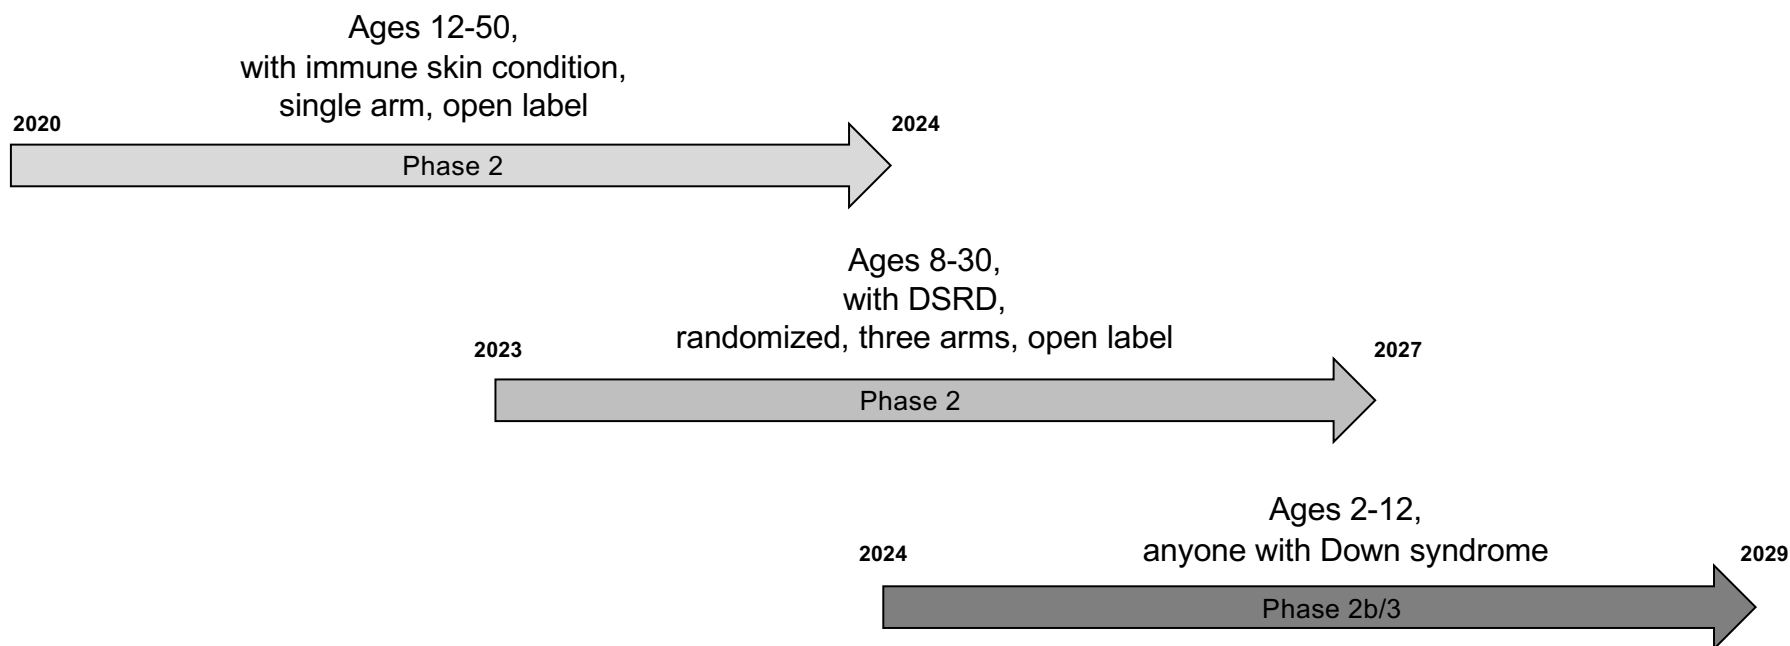 Ages 12-50,
with immune skin condition,
single arm, open label
2020
2024
Phase 2
Ages 8-30,
with DSRD,
randomized, three arms, open label
2023
2027
Phase 2
Ages 2-12,
anyone with Down syndrome
2024
2029
Phase 2b/3